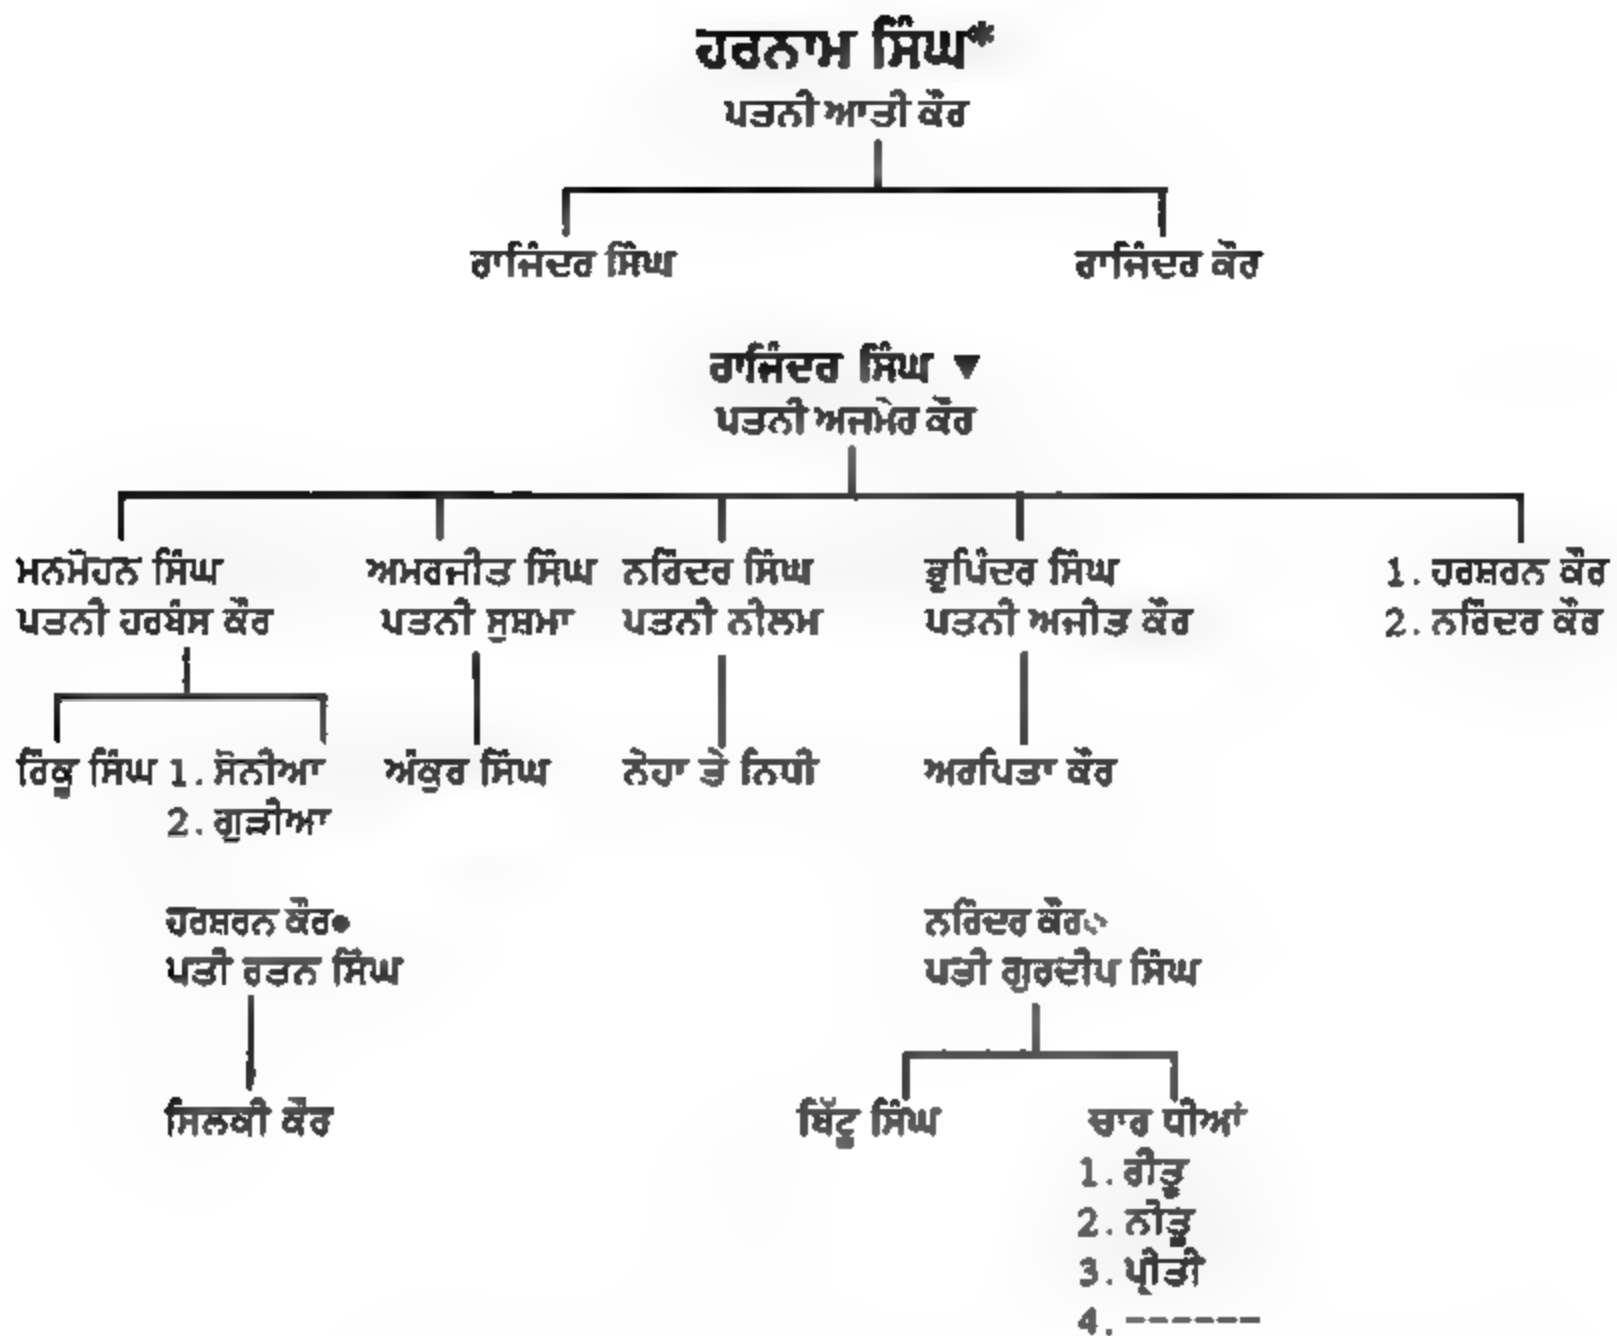 ਹਰਨਾਮ ਸਿੰਘ*
ਪਤਨੀ ਆਤੀ ਕੌਰ
ਰਾਜਿੰਦਰ ਸਿੰਘ ਰਾਜਿੰਦਰ ਕੌਰ
ਰਾਜਿੰਦਰ ਸਿੰਘ ▼
ਪਤਨੀ ਅਜਮੇਰ ਕੌਰ
ਮਨਮੋਹਨ ਸਿੰਘ ਅਮਰਜੀਤ ਸਿੰਘ ਨਰਿੰਦਰ ਸਿੰਘ ਭੂਪਿੰਦਰ ਸਿੰਘ 1. ਹਰਸ਼ਰਨ ਕੌਰ
ਪਤਨੀ ਹਰਬੰਸ ਕੌਰ ਪਤਨੀ ਸੁਸ਼ਮਾ ਪਤਨੀ ਨੀਲਮ ਪਤਨੀ ਅਜੀਤ ਕੌਰ 2. ਨਰਿੰਦਰ ਕੌਰ
ਰਿੰਕੂ ਸਿੰਘ 1. ਸੋਨੀਆ ਅੰਕੁਰ ਸਿੰਘ ਨੇਹਾ ਤੇ ਨਿਧੀ ਅਰਪਿਤਾ ਕੌਰ
2. ਗੁੜੀਆ
ਹਰਸ਼ਰਨ ਕੌਰ● ਨਰਿੰਦਰ ਕੌਰ
ਪਤੀ ਰਤਨ ਸਿੰਘ ਪਤੀ ਗੁਰਦੀਪ ਸਿੰਘ
ਸਿਲਕੀ ਕੌਰ ਬਿੱਟੂ ਸਿੰਘ ਚਾਰ ਧੀਆਂ
1. ਰੀਤੂ
2. ਨੀਤੂ
3. ਪ੍ਰੀਤੀ
4. ------